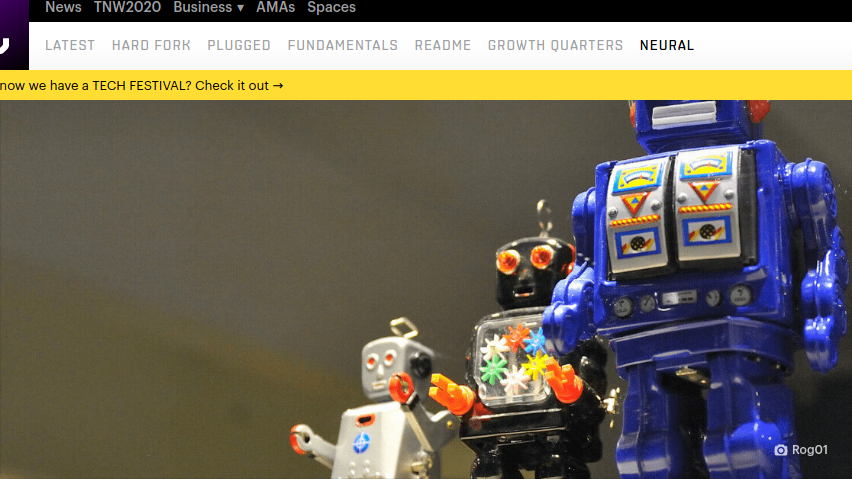 News TNW2020 Business ▾ AMAs Spaces
LATEST HARD FORK PLUGGED FUNDAMENTALS README GROWTH QUARTERS NEURAL
now we have a TECH FESTIVAL? Check it out →
Rog01